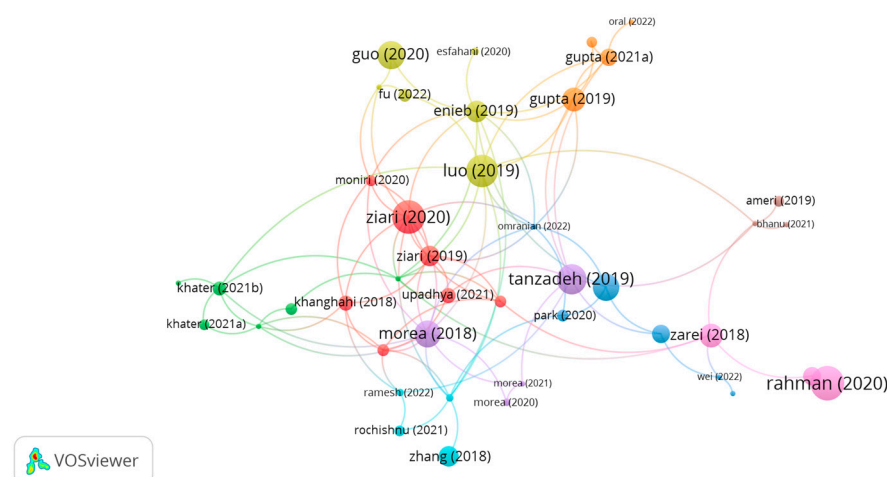 oral (2022)
guo (2020)
esfahani (2020)
gupta (2021a)
fu (2022)
enieb (2019)
gupta (2019)
luo (2019)
moniri (2020)
ameri (2019)
ziari (2020)
omranian (2022)
bhanu (2021)
ziari (2019)
tanzadeh (2019)
khater (2021b)
upadhya (2021)
khanghahi (2018)
park (2020)
khater (2021a)
morea (2018)
zarei (2018)
wei (2022)
rahman (2020)
morea (2021)
ramesh (2022)
morea (2020)
rochishnu (2021)
zhang (2018)
VOSviewer